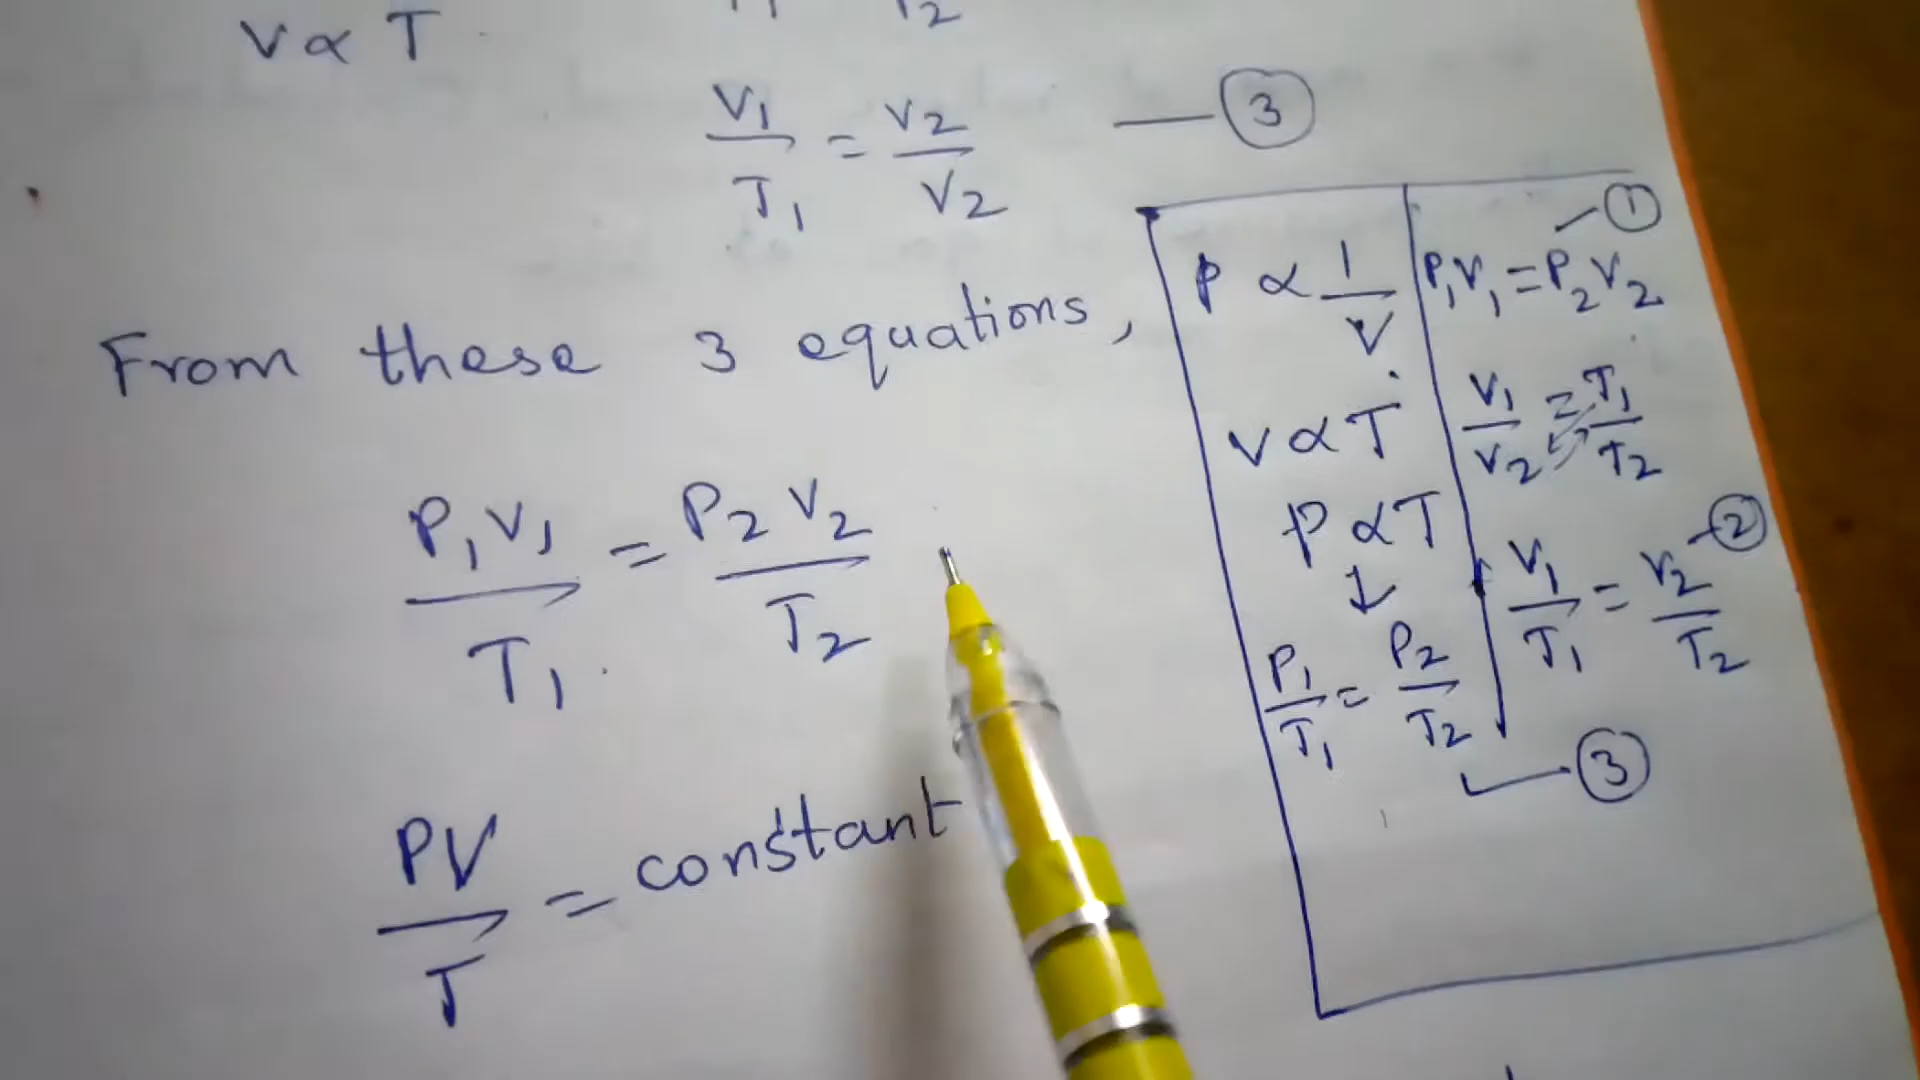 V ∝ T
V1/T1 = V2/V2 — ③
From these 3 equations,
P1V1/T1 = P2V2/T2
PV/T = constant
P ∝ 1/V
V ∝ T
P ∝ T
↓
P1/T1 = P2/T2 — ③
P1V1 = P2V2 — ①
V1/V2 = T1/T2
V1/T1 = V2/T2 — ②